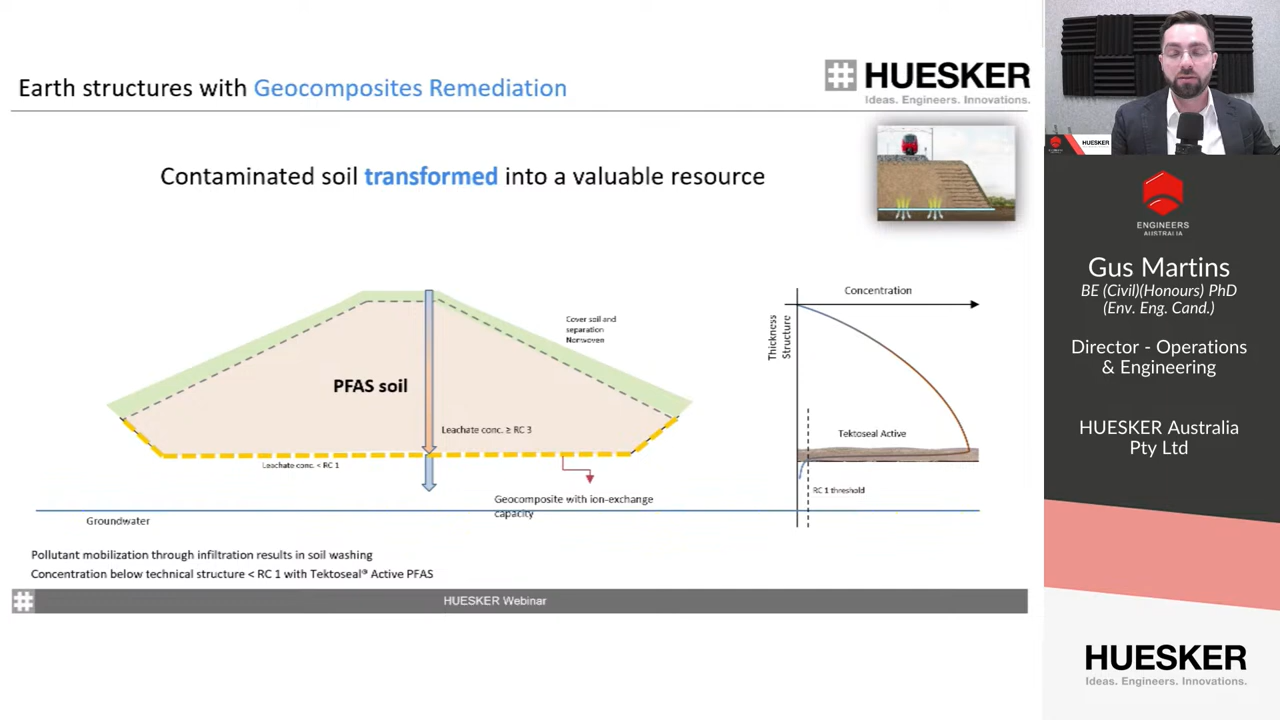 Earth structures with Geocomposites Remediation
HUESKER
Ideas. Engineers. Innovations.
Contaminated soil transformed into a valuable resource
Cover soil and
separation
Nonwoven
PFAS soil
Leachate conc. ≥ RC 3
Leachate conc. < RC 1
Geocomposite with ion-exchange
capacity
Groundwater
Concentration
Thickness
Structure
Tektoseal Active
RC 1 threshold
Pollutant mobilization through infiltration results in soil washing
Concentration below technical structure < RC 1 with Tektoseal® Active PFAS
HUESKER Webinar
HUESKER
ENGINEERS
AUSTRALIA
Gus Martins
BE (Civil)(Honours) PhD
(Env. Eng. Cand.)
Director - Operations
& Engineering
HUESKER Australia
Pty Ltd
HUESKER
Ideas. Engineers. Innovations.